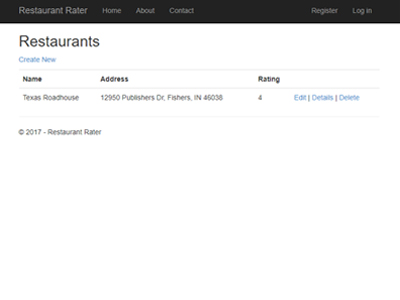 Restaurant Rater Home About Contact Register Log in
Restaurants
Create New
Name Address Rating
Texas Roadhouse 12950 Publishers Dr, Fishers, IN 46038 4 Edit | Details | Delete
© 2017 - Restaurant Rater